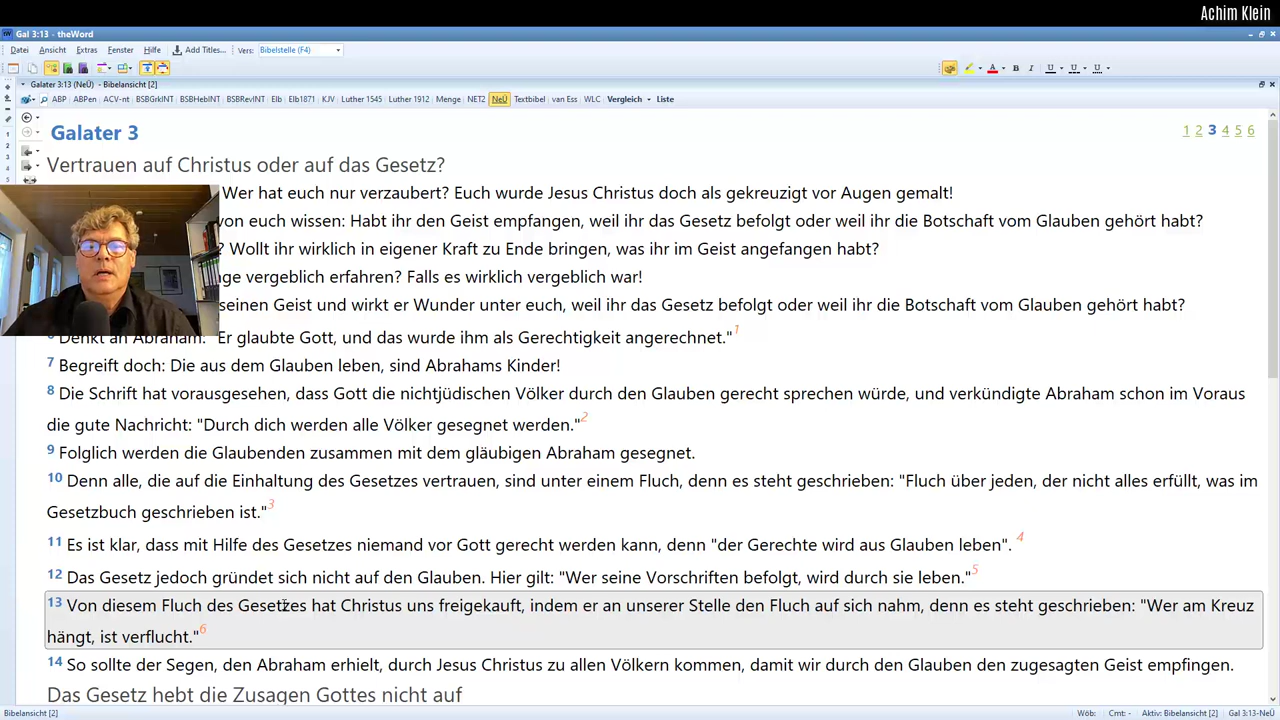 Achim Klein
Gal 3:13 - theWord
Datei Ansicht Extras Fenster Hilfe Add Titles... Vers: Bibelstelle (F4)
A B I U U U
Galater 3:13 (NeÜ) - Bibelansicht [2]
ABP ABPen ACV-nt BSBGrkINT BSBHebINT BSBRevINT Elb Elb1871 KJV Luther 1545 Luther 1912 Menge NET2 NeÜ Textbibel van Ess WLC Vergleich Liste
Galater 3
1 2 3 4 5 6
Vertrauen auf Christus oder auf das Gesetz?
Wer hat euch nur verzaubert? Euch wurde Jesus Christus doch als gekreuzigt vor Augen gemalt!
von euch wissen: Habt ihr den Geist empfangen, weil ihr das Gesetz befolgt oder weil ihr die Botschaft vom Glauben gehört habt?
? Wollt ihr wirklich in eigener Kraft zu Ende bringen, was ihr im Geist angefangen habt?
ge vergeblich erfahren? Falls es wirklich vergeblich war!
seinen Geist und wirkt er Wunder unter euch, weil ihr das Gesetz befolgt oder weil ihr die Botschaft vom Glauben gehört habt?
6 Denkt an Abraham: "Er glaubte Gott, und das wurde ihm als Gerechtigkeit angerechnet."1
7 Begreift doch: Die aus dem Glauben leben, sind Abrahams Kinder!
8 Die Schrift hat vorausgesehen, dass Gott die nichtjüdischen Völker durch den Glauben gerecht sprechen würde, und verkündigte Abraham schon im Voraus
die gute Nachricht: "Durch dich werden alle Völker gesegnet werden."2
9 Folglich werden die Glaubenden zusammen mit dem gläubigen Abraham gesegnet.
10 Denn alle, die auf die Einhaltung des Gesetzes vertrauen, sind unter einem Fluch, denn es steht geschrieben: "Fluch über jeden, der nicht alles erfüllt, was im
Gesetzbuch geschrieben ist."3
11 Es ist klar, dass mit Hilfe des Gesetzes niemand vor Gott gerecht werden kann, denn "der Gerechte wird aus Glauben leben". 4
12 Das Gesetz jedoch gründet sich nicht auf den Glauben. Hier gilt: "Wer seine Vorschriften befolgt, wird durch sie leben."5
13 Von diesem Fluch des Gesetzes hat Christus uns freigekauft, indem er an unserer Stelle den Fluch auf sich nahm, denn es steht geschrieben: "Wer am Kreuz
hängt, ist verflucht."6
14 So sollte der Segen, den Abraham erhielt, durch Jesus Christus zu allen Völkern kommen, damit wir durch den Glauben den zugesagten Geist empfingen.
Das Gesetz hebt die Zusagen Gottes nicht auf
Bibelansicht [2] Wöb: Cmt: - Aktiv: Bibelansicht [2] Gal 3:13-NeÜ